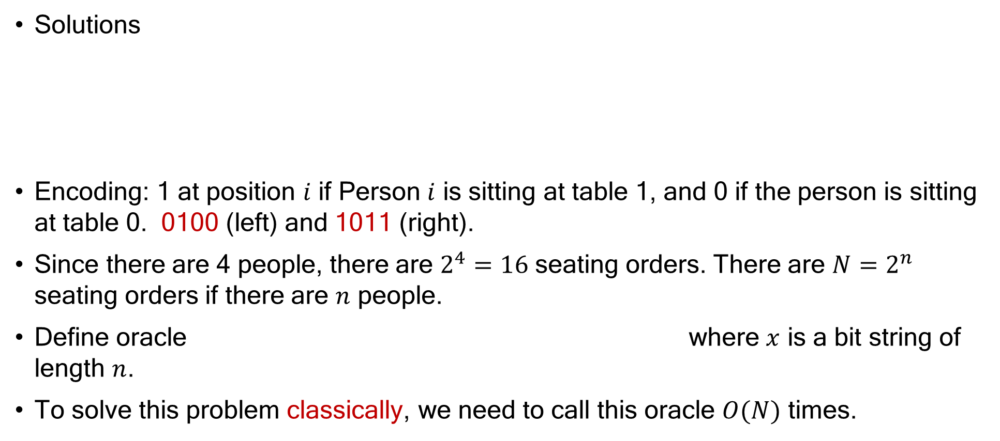 • Solutions
• Encoding: 1 at position 𝑖 if Person 𝑖 is sitting at table 1, and 0 if the person is sitting
at table 0.  0100 (left) and 1011 (right).
• Since there are 4 people, there are 2⁴ = 16 seating orders. There are 𝑁 = 2ⁿ
seating orders if there are 𝑛 people.
• Define oracle where 𝑥 is a bit string of
length 𝑛.
• To solve this problem classically, we need to call this oracle 𝑂(𝑁) times.